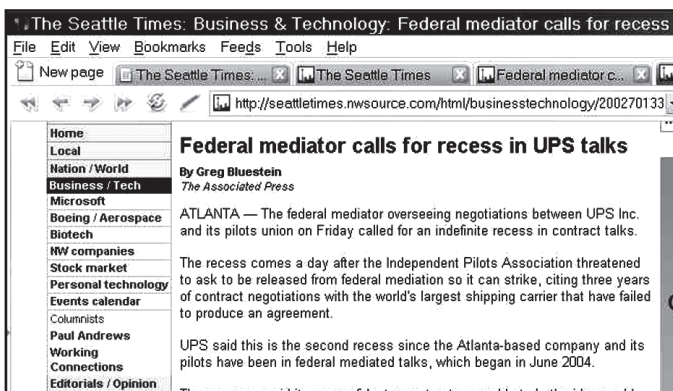 The Seattle Times: Business & Technology: Federal mediator calls for recess
File Edit View Bookmarks Feeds Tools Help
New page The Seattle Times: ... The Seattle Times Federal mediator c...
http://seattletimes.nwsource.com/html/businesstechnology/200270133
Home
Local
Nation / World
Business / Tech
Microsoft
Boeing / Aerospace
Biotech
NW companies
Stock market
Personal technology
Events calendar
Columnists
Paul Andrews
Working
Connections
Editorials / Opinion
Federal mediator calls for recess in UPS talks
By Greg Bluestein
The Associated Press
ATLANTA — The federal mediator overseeing negotiations between UPS Inc.
and its pilots union on Friday called for an indefinite recess in contract talks.
The recess comes a day after the Independent Pilots Association threatened
to ask to be released from federal mediation so it can strike, citing three years
of contract negotiations with the world's largest shipping carrier that have failed
to produce an agreement.
UPS said this is the second recess since the Atlanta-based company and its
pilots have been in federal mediated talks, which began in June 2004.